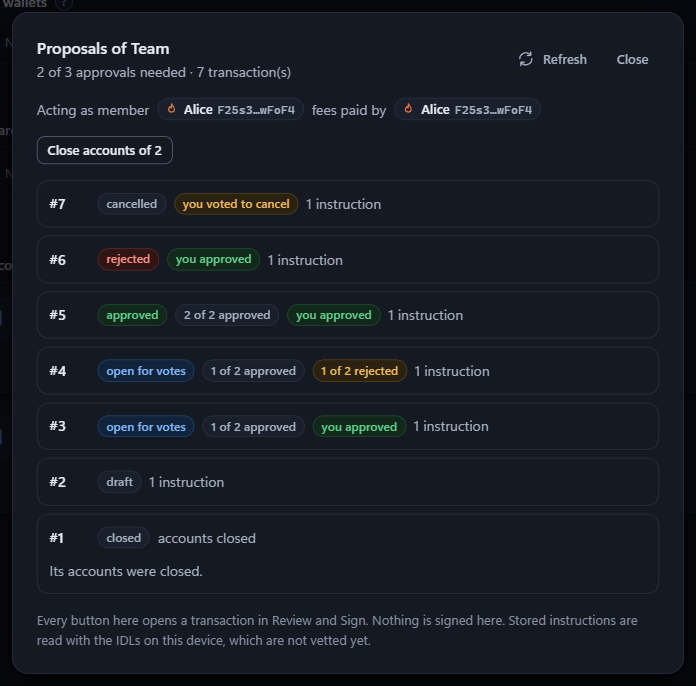 wallets ?
Proposals of Team
2 of 3 approvals needed · 7 transaction(s)
Refresh
Close
Acting as member Alice F25s3…wFoF4 fees paid by Alice F25s3…wFoF4
Close accounts of 2
#7 cancelled you voted to cancel 1 instruction
#6 rejected you approved 1 instruction
#5 approved 2 of 2 approved you approved 1 instruction
#4 open for votes 1 of 2 approved 1 of 2 rejected 1 instruction
#3 open for votes 1 of 2 approved you approved 1 instruction
#2 draft 1 instruction
#1 closed accounts closed
Its accounts were closed.
Every button here opens a transaction in Review and Sign. Nothing is signed here. Stored instructions are
read with the IDLs on this device, which are not vetted yet.